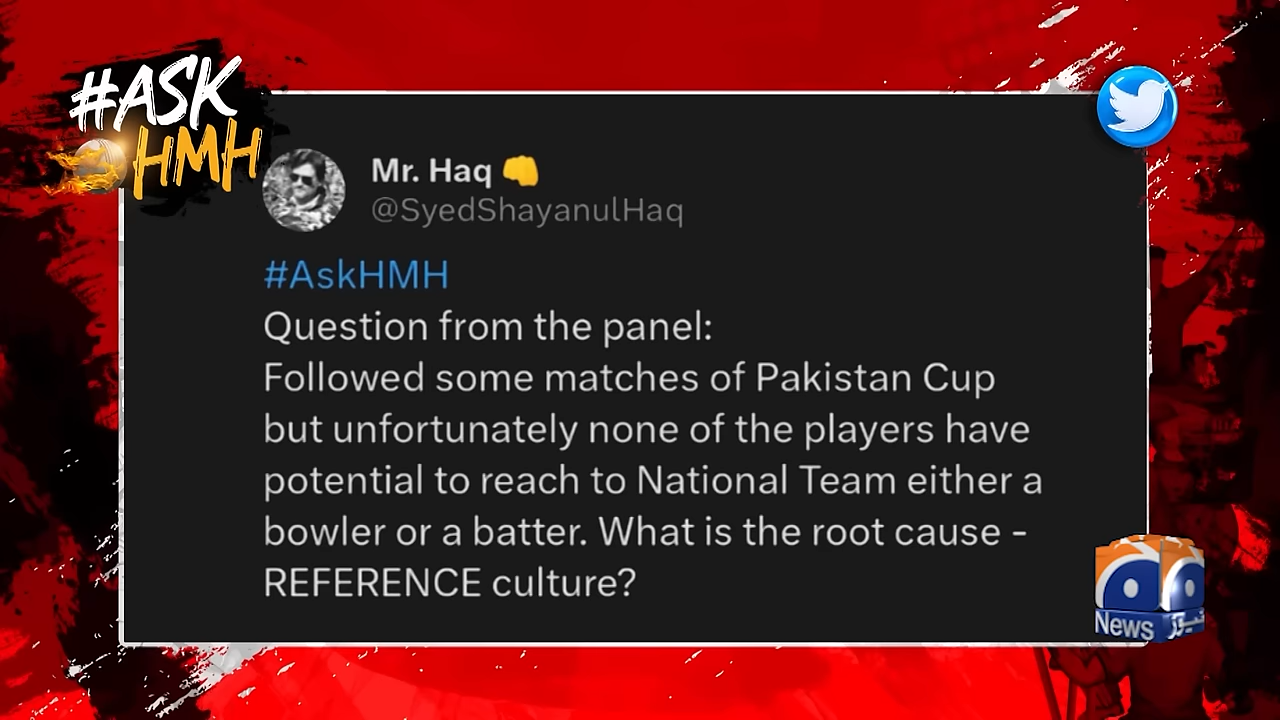 #ASK
HMH
Mr. Haq
@SyedShayanulHaq
#AskHMH
Question from the panel:
Followed some matches of Pakistan Cup
but unfortunately none of the players have
potential to reach to National Team either a
bowler or a batter. What is the root cause -
REFERENCE culture?
News نیوز